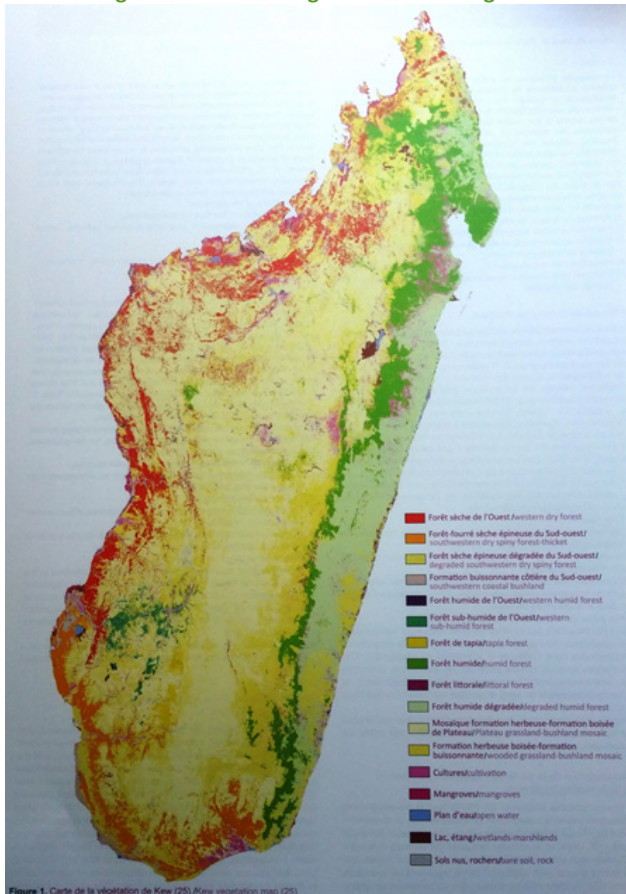 Forêt sèche de l'Ouest/western dry forest
Forêt-fourré sèche épineuse du Sud-ouest/
southwestern dry spiny forest-thicket
Forêt sèche épineuse dégradée du Sud-ouest/
degraded southwestern dry spiny forest
Formation buissonnante côtière du Sud-ouest/
southwestern coastal bushland
Forêt humide de l'Ouest/western humid forest
Forêt sub-humide de l'Ouest/western
sub-humid forest
Forêt de tapia/tapia forest
Forêt humide/humid forest
Forêt littorale/littoral forest
Forêt humide dégradée/degraded humid forest
Mosaïque formation herbeuse-formation boisée
de Plateau/Plateau grassland-bushland mosaic
Formation herbeuse boisée-formation
buissonnante/wooded grassland-bushland mosaic
Cultures/cultivation
Mangroves/mangroves
Plan d'eau/open water
Lac, étang/wetlands-marshlands
Sols nus, rochers/bare soil, rock
Figure 1. Carte de la végétation de Kew (25) /Kew vegetation map (25)